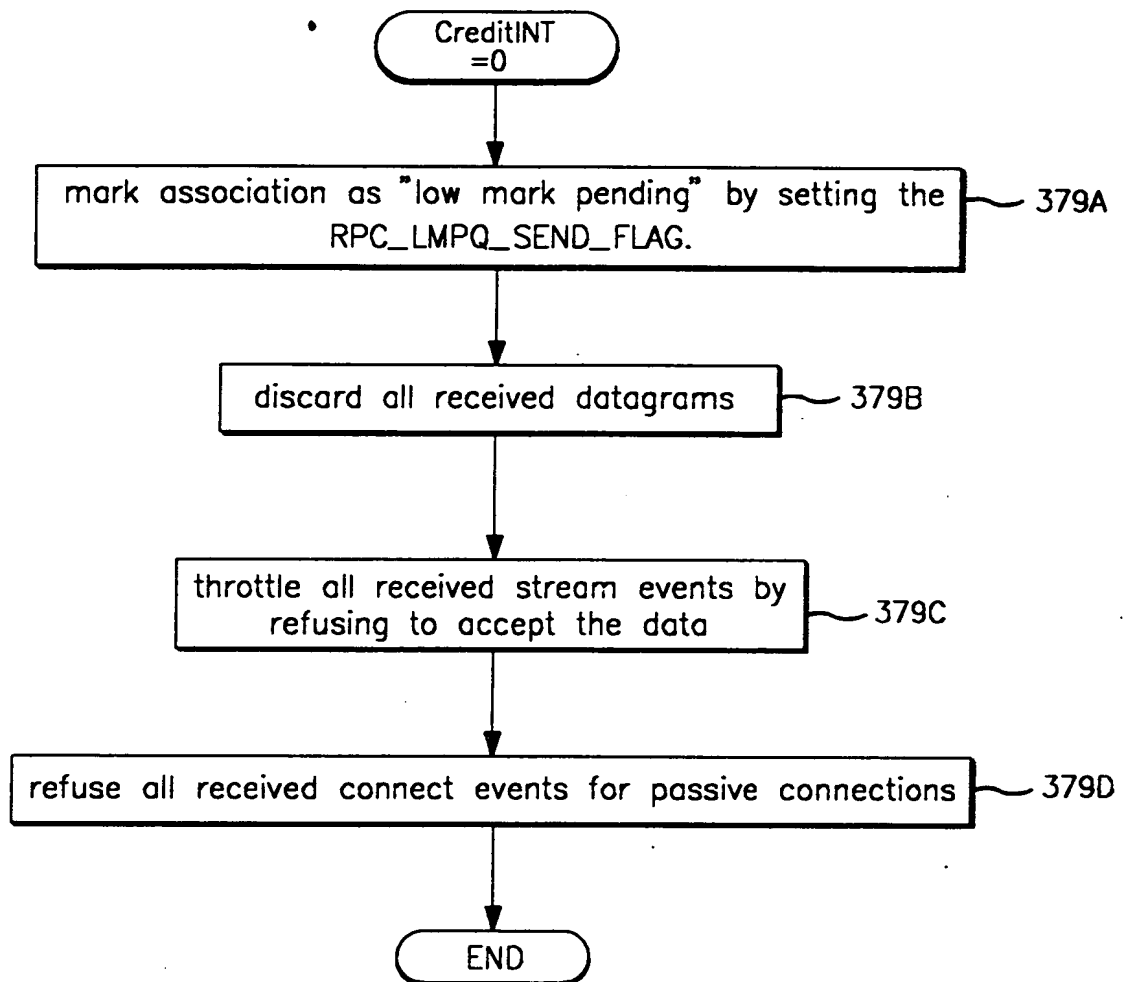 CreditINT
=0
mark association as "low mark pending" by setting the
RPC_LMPQ_SEND_FLAG.
379A
discard all received datagrams
379B
throttle all received stream events by
refusing to accept the data
379C
refuse all received connect events for passive connections
379D
END